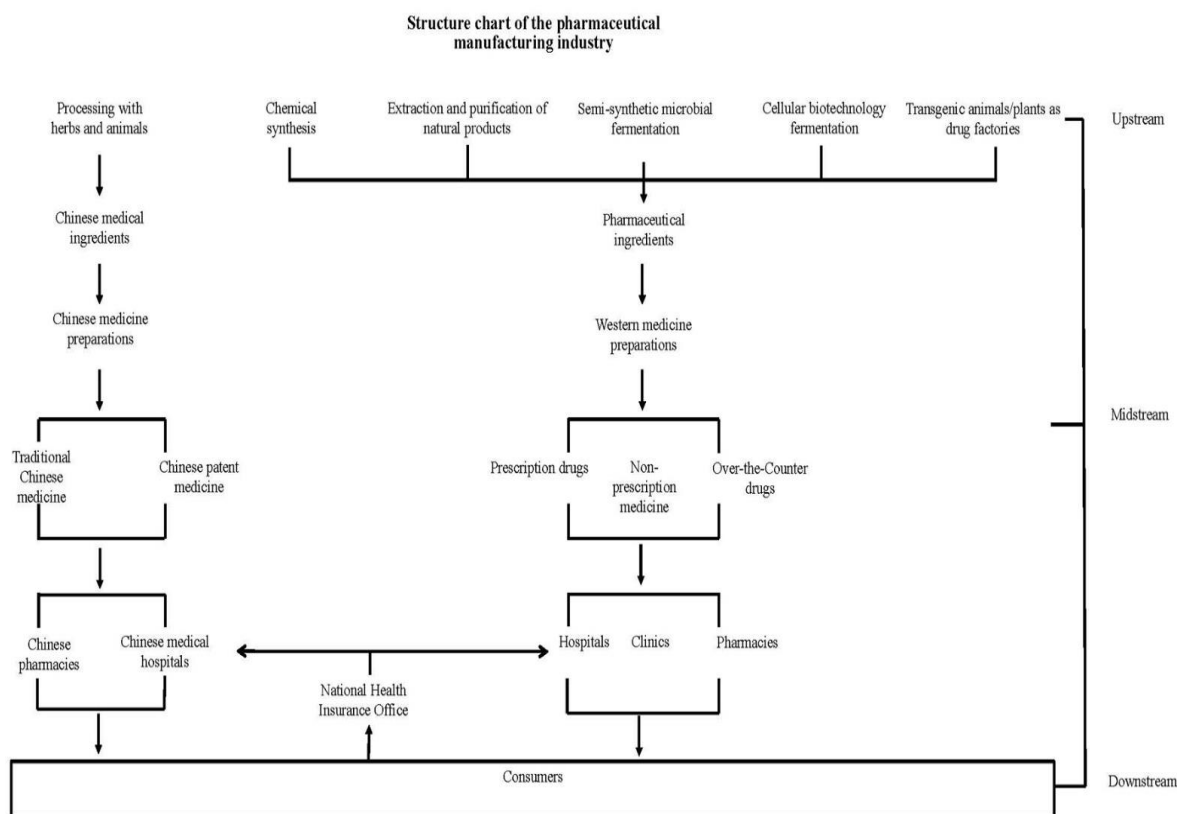 Structure chart of the pharmaceutical
manufacturing industry
Processing with
herbs and animals
Chemical
synthesis
Extraction and purification of
natural products
Semi-synthetic microbial
fermentation
Cellular biotechnology
fermentation
Transgenic animals/plants as
drug factories
Upstream
Chinese medical
ingredients
Pharmaceutical
ingredients
Chinese medicine
preparations
Western medicine
preparations
Midstream
Traditional
Chinese
medicine
Chinese patent
medicine
Prescription drugs
Non-
prescription
medicine
Over-the-Counter
drugs
Chinese
pharmacies
Chinese medical
hospitals
Hospitals
Clinics
Pharmacies
National Health
Insurance Office
Consumers
Downstream